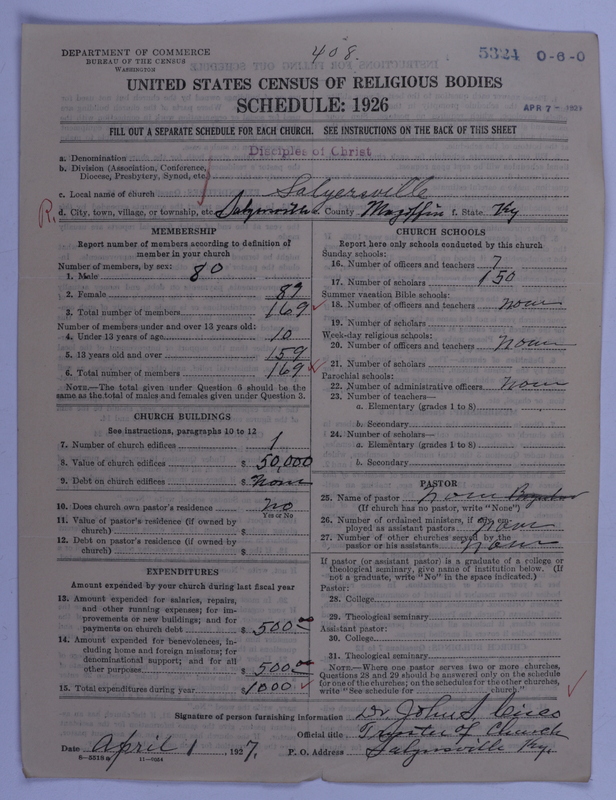 DEPARTMENT OF COMMERCE
BUREAU OF THE CENSUS
WASHINGTON
408.
5324 0-6-0
UNITED STATES CENSUS OF RELIGIOUS BODIES
SCHEDULE: 1926
APR 7 - 1927
FILL OUT A SEPARATE SCHEDULE FOR EACH CHURCH. SEE INSTRUCTIONS ON THE BACK OF THIS SHEET
a. Denomination Disciples of Christ
b. Division (Association, Conference, Diocese, Presbytery, Synod, etc.)
c. Local name of church Salyersville
R. d. City, town, village, or township, etc. Salyersville e. County Magoffin f. State Ky
MEMBERSHIP
Report number of members according to definition of member in your church
Number of members, by sex:
1. Male 80
2. Female 89
3. Total number of members 169
Number of members under and over 13 years old:
4. Under 13 years of age 10
5. 13 years old and over 159
6. Total number of members 169
NOTE.—The total given under Question 6 should be the same as the total of males and females given under Question 3.
CHURCH BUILDINGS
See instructions, paragraphs 10 to 12
7. Number of church edifices 1
8. Value of church edifices $ 50,000
9. Debt on church edifices $ None
10. Does church own pastor's residence No
Yes or No
11. Value of pastor's residence (if owned by church) $
12. Debt on pastor's residence (if owned by church) $
EXPENDITURES
Amount expended by your church during last fiscal year
13. Amount expended for salaries, repairs, and other running expenses; for improvements or new buildings; and for payments on church debt $ 500.00
14. Amount expended for benevolences, including home and foreign missions; for denominational support; and for all other purposes $ 500.00
15. Total expenditures during year $ 1000
CHURCH SCHOOLS
Report here only schools conducted by this church
Sunday schools:
16. Number of officers and teachers 7
17. Number of scholars 150
Summer vacation Bible schools:
18. Number of officers and teachers None
19. Number of scholars
Week-day religious schools:
20. Number of officers and teachers None
21. Number of scholars
Parochial schools:
22. Number of administrative officers None
23. Number of teachers—
a. Elementary (grades 1 to 8)
b. Secondary
24. Number of scholars—
a. Elementary (grades 1 to 8)
b. Secondary
PASTOR
25. Name of pastor None
(If church has no pastor, write "None")
26. Number of ordained ministers, if any, employed as assistant pastors None
27. Number of other churches served by the pastor or his assistants None
If pastor (or assistant pastor) is a graduate of a college or theological seminary, give name of institution below. (If not a graduate, write "No" in the space indicated.)
Pastor:
28. College
29. Theological seminary
Assistant pastor:
30. College
31. Theological seminary
NOTE.—Where one pastor serves two or more churches, Questions 28 and 29 should be answered only on the schedule for one of the churches; on the schedules for the other churches, write "See schedule for church."
Signature of person furnishing information Dr. John S. Cisco
Official title Trustee of Church
Date April 1, 1927, P. O. Address Salyersville Ky.
8-5518a 11-9034